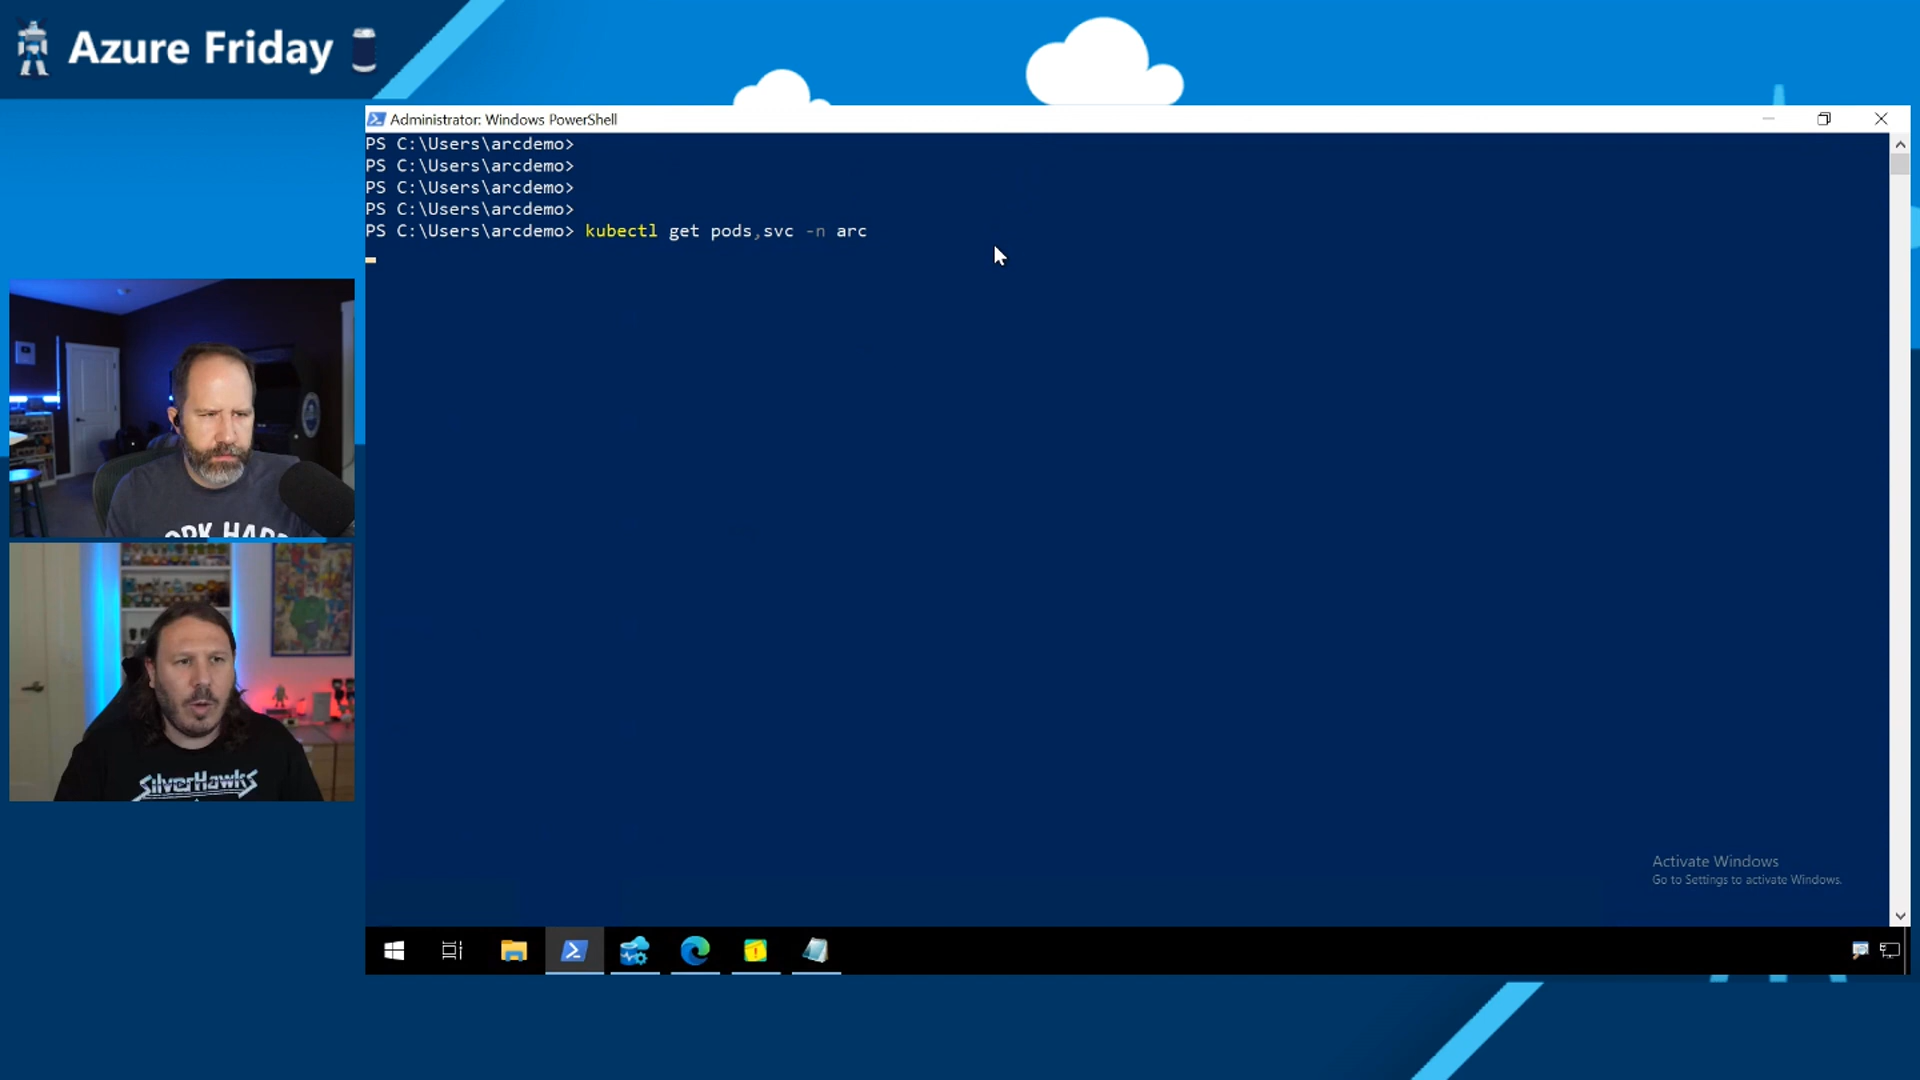 Azure Friday
Administrator: Windows PowerShell
PS C:\Users\arcdemo>
PS C:\Users\arcdemo>
PS C:\Users\arcdemo>
PS C:\Users\arcdemo>
PS C:\Users\arcdemo> kubectl get pods,svc -n arc
SilverHawks
Activate Windows
Go to Settings to activate Windows.